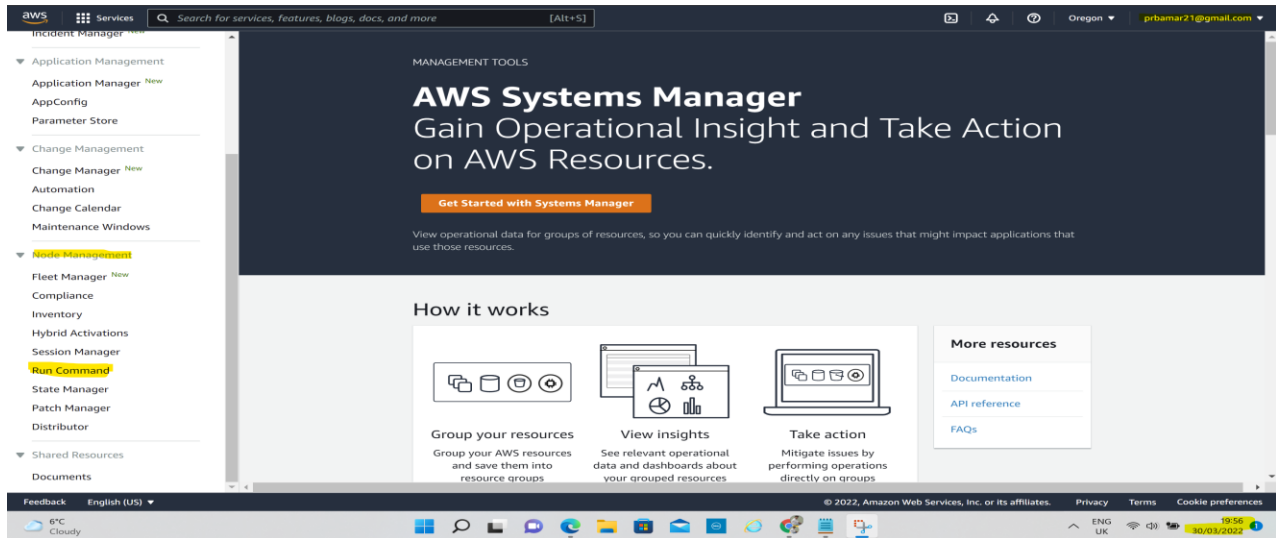 aws
Services
Search for services, features, blogs, docs, and more
[Alt+S]
Oregon
prbamar21@gmail.com
Incident Manager New
Application Management
Application Manager New
AppConfig
Parameter Store
Change Management
Change Manager New
Automation
Change Calendar
Maintenance Windows
Node Management
Fleet Manager New
Compliance
Inventory
Hybrid Activations
Session Manager
Run Command
State Manager
Patch Manager
Distributor
Shared Resources
Documents
MANAGEMENT TOOLS
AWS Systems Manager
Gain Operational Insight and Take Action
on AWS Resources.
Get Started with Systems Manager
View operational data for groups of resources, so you can quickly identify and act on any issues that might impact applications that
use those resources.
How it works
Group your resources
Group your AWS resources
and save them into
resource groups
View insights
See relevant operational
data and dashboards about
your grouped resources
Take action
Mitigate issues by
performing operations
directly on groups
More resources
Documentation
API reference
FAQs
Feedback
English (US)
© 2022, Amazon Web Services, Inc. or its affiliates.
Privacy
Terms
Cookie preferences
6°C
Cloudy
ENG
UK
19:56
30/03/2022
1